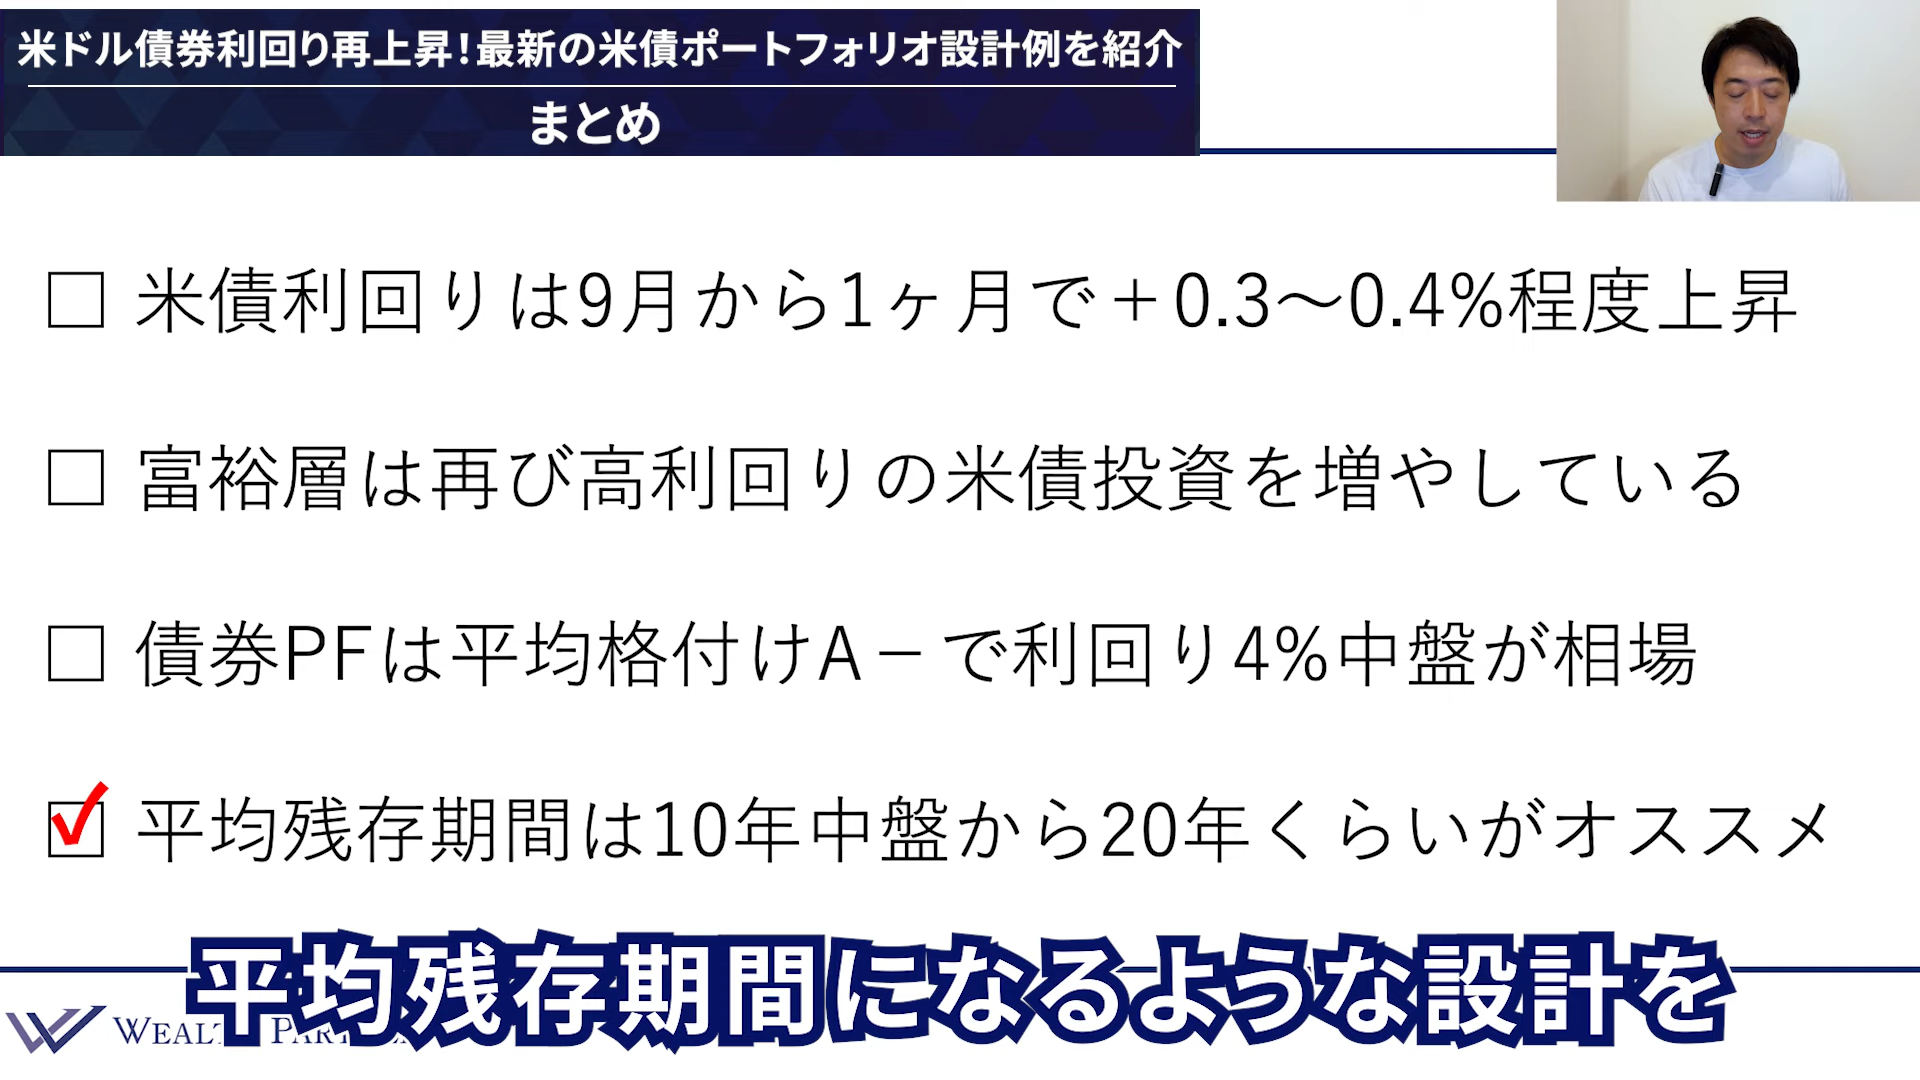 米ドル債券利回り再上昇！最新の米債ポートフォリオ設計例を紹介
まとめ
□ 米債利回りは9月から1ヶ月で＋0.3～0.4%程度上昇
□ 富裕層は再び高利回りの米債投資を増やしている
□ 債券PFは平均格付けA－で利回り4%中盤が相場
☑ 平均残存期間は10年中盤から20年くらいがオススメ
平均残存期間になるような設計を